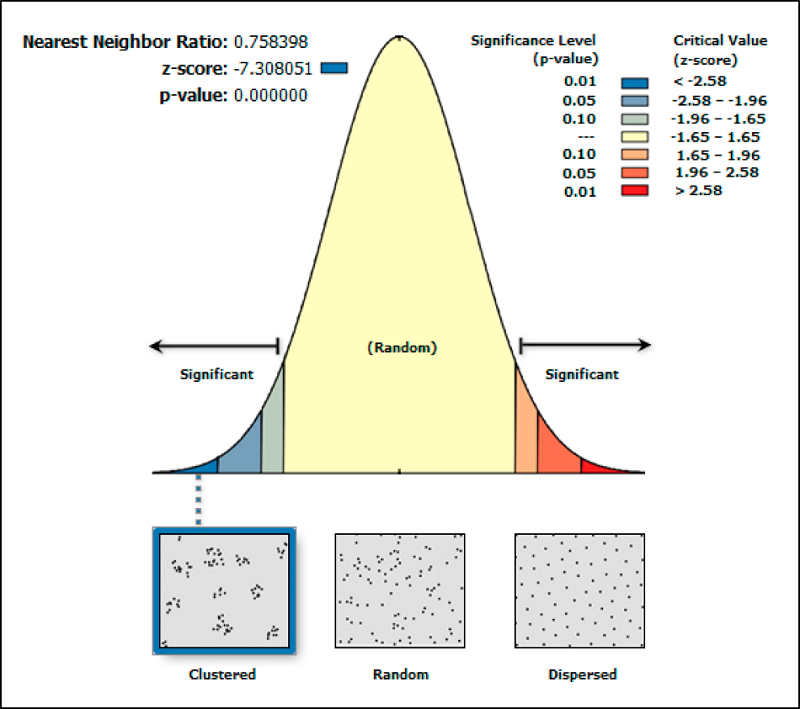 Nearest Neighbor Ratio: 0.758398
z-score: -7.308051
p-value: 0.000000
Significance Level
(p-value)
Critical Value
(z-score)
0.01 < -2.58
0.05 -2.58 – -1.96
0.10 -1.96 – -1.65
--- -1.65 – 1.65
0.10 1.65 – 1.96
0.05 1.96 – 2.58
0.01 > 2.58
(Random)
Significant Significant
Clustered Random Dispersed